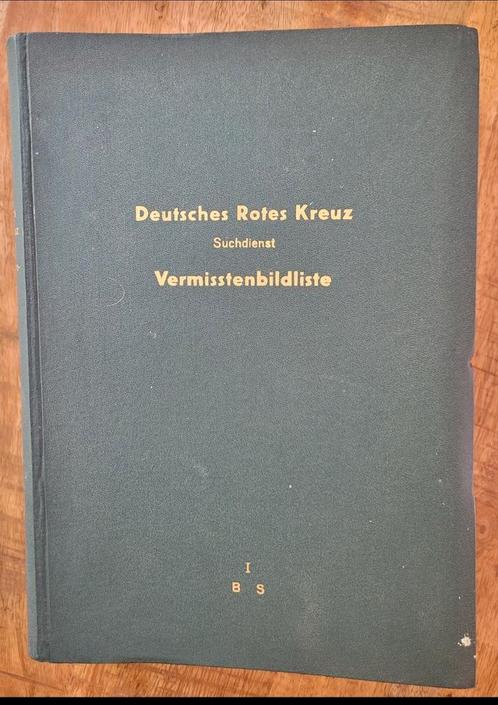 Deutsches Rotes Kreuz
Suchdienst
Vermisstenbildliste
I
B S